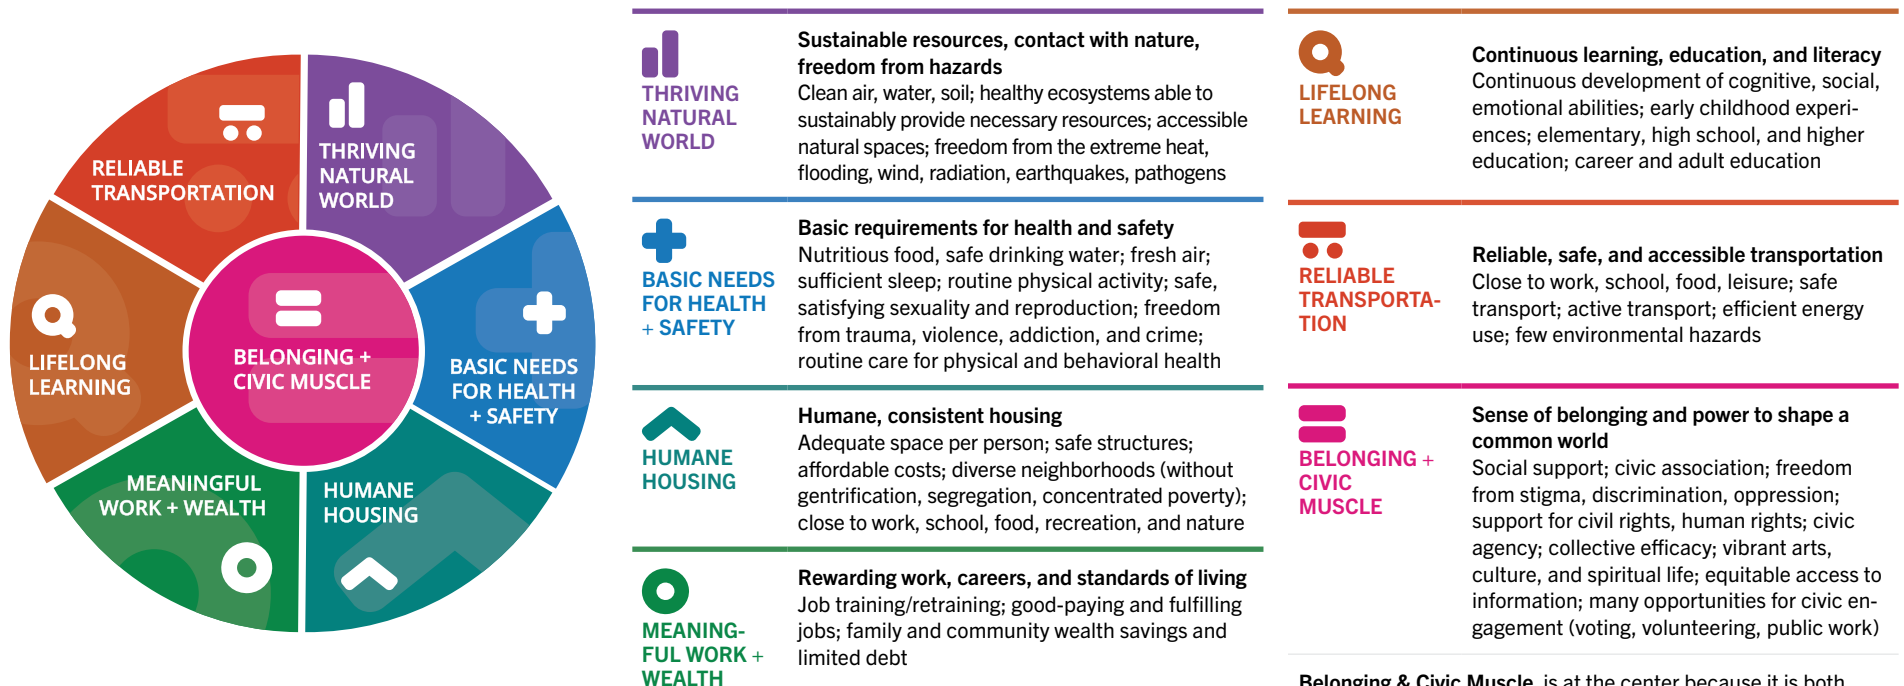 RELIABLE
TRANSPORTATION
THRIVING
NATURAL
WORLD
LIFELONG
LEARNING
BELONGING +
CIVIC MUSCLE
BASIC NEEDS
FOR HEALTH
+ SAFETY
MEANINGFUL
WORK + WEALTH
HUMANE
HOUSING
THRIVING
NATURAL
WORLD
Sustainable resources, contact with nature,
freedom from hazards
Clean air, water, soil; healthy ecosystems able to
sustainably provide necessary resources; accessible
natural spaces; freedom from the extreme heat,
flooding, wind, radiation, earthquakes, pathogens
BASIC NEEDS
FOR HEALTH
+ SAFETY
Basic requirements for health and safety
Nutritious food, safe drinking water; fresh air;
sufficient sleep; routine physical activity; safe,
satisfying sexuality and reproduction; freedom
from trauma, violence, addiction, and crime;
routine care for physical and behavioral health
HUMANE
HOUSING
Humane, consistent housing
Adequate space per person; safe structures;
affordable costs; diverse neighborhoods (without
gentrification, segregation, concentrated poverty);
close to work, school, food, recreation, and nature
MEANING-
FUL WORK +
WEALTH
Rewarding work, careers, and standards of living
Job training/retraining; good-paying and fulfilling
jobs; family and community wealth savings and
limited debt
LIFELONG
LEARNING
Continuous learning, education, and literacy
Continuous development of cognitive, social,
emotional abilities; early childhood experi-
ences; elementary, high school, and higher
education; career and adult education
RELIABLE
TRANSPORTA-
TION
Reliable, safe, and accessible transportation
Close to work, school, food, leisure; safe
transport; active transport; efficient energy
use; few environmental hazards
BELONGING +
CIVIC
MUSCLE
Sense of belonging and power to shape a
common world
Social support; civic association; freedom
from stigma, discrimination, oppression;
support for civil rights, human rights; civic
agency; collective efficacy; vibrant arts,
culture, and spiritual life; equitable access to
information; many opportunities for civic en-
gagement (voting, volunteering, public work)
Belonging & Civic Muscle is at the center because it is both